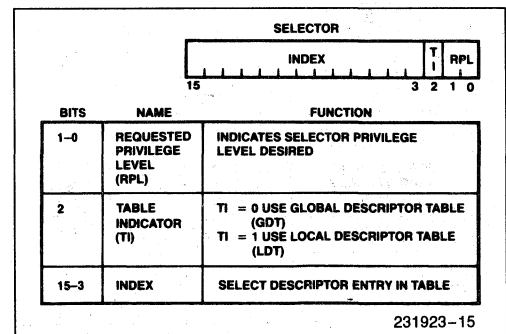 SELECTOR
INDEX
T
I
RPL
15 3 2 1 0
BITS NAME FUNCTION
1–0 REQUESTED PRIVILEGE LEVEL (RPL) INDICATES SELECTOR PRIVILEGE LEVEL DESIRED
2 TABLE INDICATOR (TI) TI = 0 USE GLOBAL DESCRIPTOR TABLE (GDT)
TI = 1 USE LOCAL DESCRIPTOR TABLE (LDT)
15–3 INDEX SELECT DESCRIPTOR ENTRY IN TABLE
231923–15